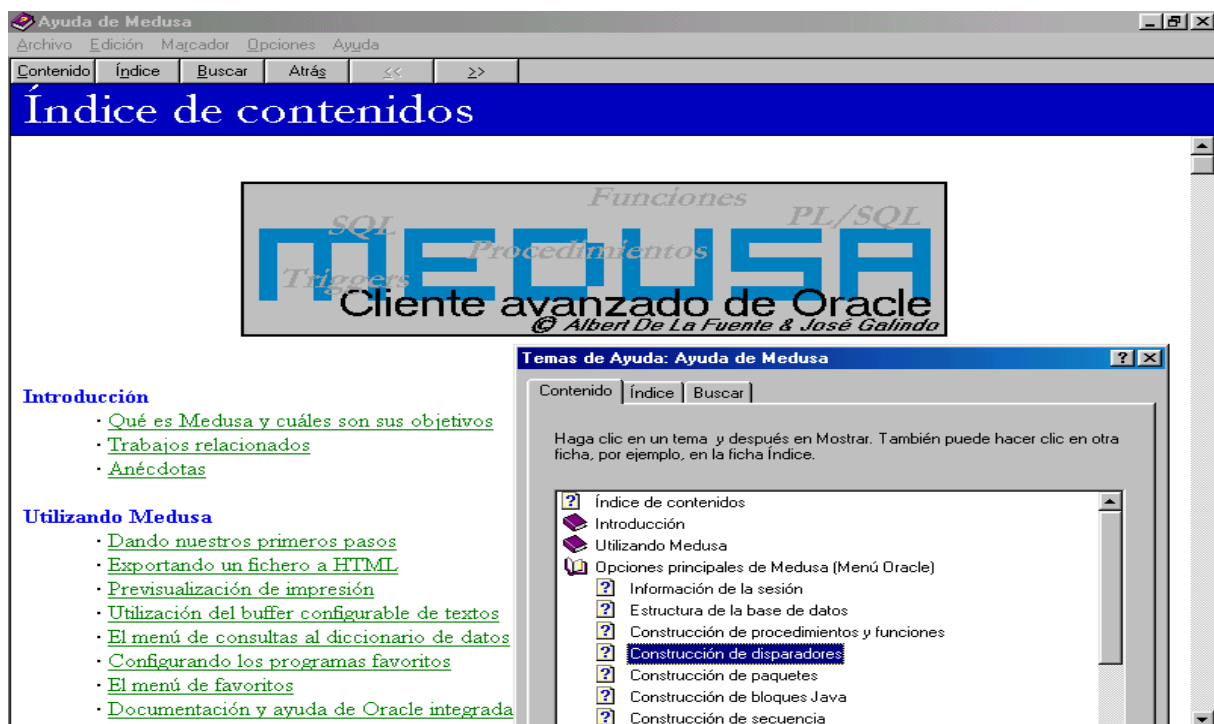 Ayuda de Medusa
Archivo Edición Marcador Opciones Ayuda
Contenido Índice Buscar Atrás << >>
Índice de contenidos
Funciones
SQL PL/SQL
MEDUSA
Procedimientos
Triggers
Cliente avanzado de Oracle
© Albert De La Fuente & José Galindo
Introducción
· Qué es Medusa y cuáles son sus objetivos
· Trabajos relacionados
· Anécdotas
Utilizando Medusa
· Dando nuestros primeros pasos
· Exportando un fichero a HTML
· Previsualización de impresión
· Utilización del buffer configurable de textos
· El menú de consultas al diccionario de datos
· Configurando los programas favoritos
· El menú de favoritos
· Documentación y ayuda de Oracle integrada
Temas de Ayuda: Ayuda de Medusa
Contenido Índice Buscar
Haga clic en un tema y después en Mostrar. También puede hacer clic en otra
ficha, por ejemplo, en la ficha Índice.
Índice de contenidos
Introducción
Utilizando Medusa
Opciones principales de Medusa (Menú Oracle)
Información de la sesión
Estructura de la base de datos
Construcción de procedimientos y funciones
Construcción de disparadores
Construcción de paquetes
Construcción de bloques Java
Construcción de secuencia